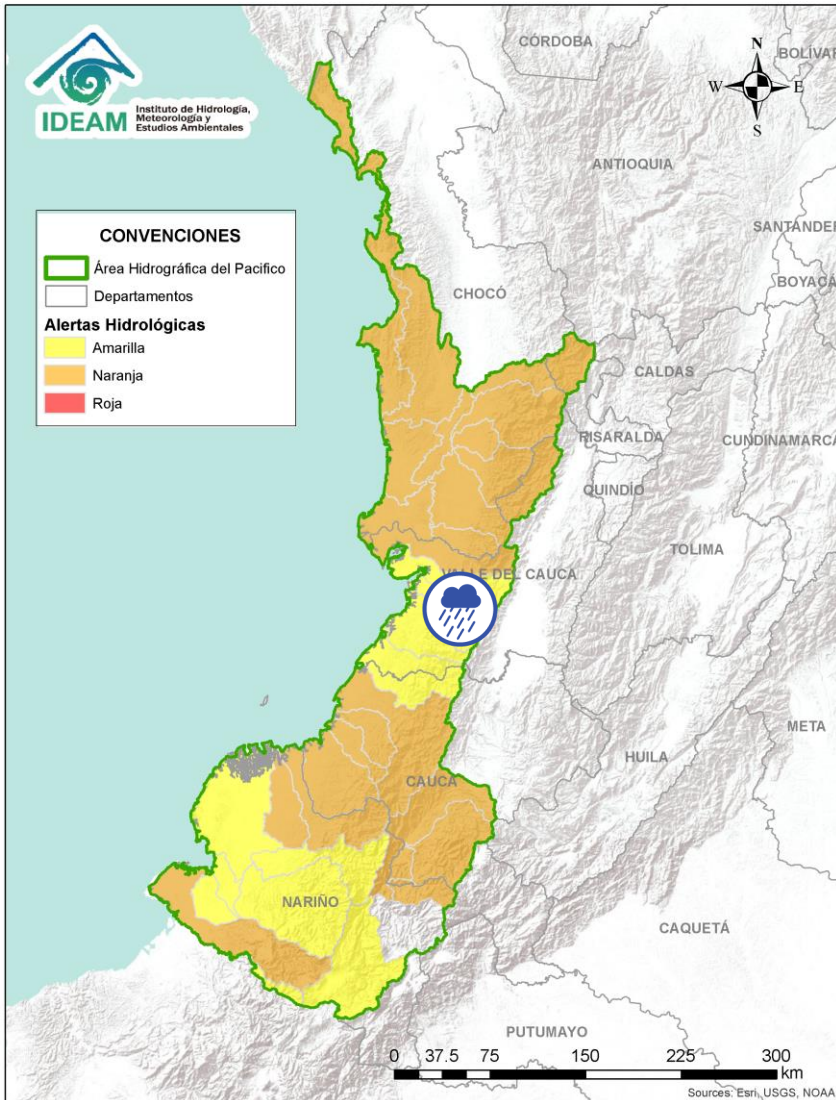 IDEAM
Instituto de Hidrología,
Meteorología y
Estudios Ambientales
CÓRDOBA
BOLÍVAR
N
W E
S
ANTIOQUIA
SANTANDER
BOYACÁ
CONVENCIONES
Área Hidrográfica del Pacifico
Departamentos
Alertas Hidrológicas
Amarilla
Naranja
Roja
CHOCÓ
CALDAS
RISARALDA
CUNDINAMARCA
QUINDÍO
TOLIMA
VALLE DEL CAUCA
META
HUILA
CAUCA
NARIÑO
CAQUETÁ
PUTUMAYO
0 37.5 75 150 225 300
km
Sources: Esri, USGS, NOAA